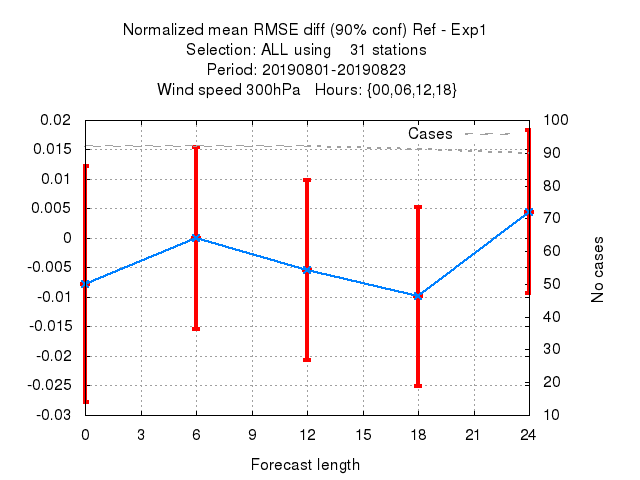 Normalized mean RMSE diff (90% conf) Ref - Exp1
Selection: ALL using    31 stations
Period: 20190801-20190823
Wind speed 300hPa   Hours: {00,06,12,18}
0.02
0.015
0.01
0.005
0
-0.005
-0.01
-0.015
-0.02
-0.025
-0.03
Cases
100
90
80
70
60
50
40
30
20
10
No cases
0 3 6 9 12 15 18 21 24
Forecast length